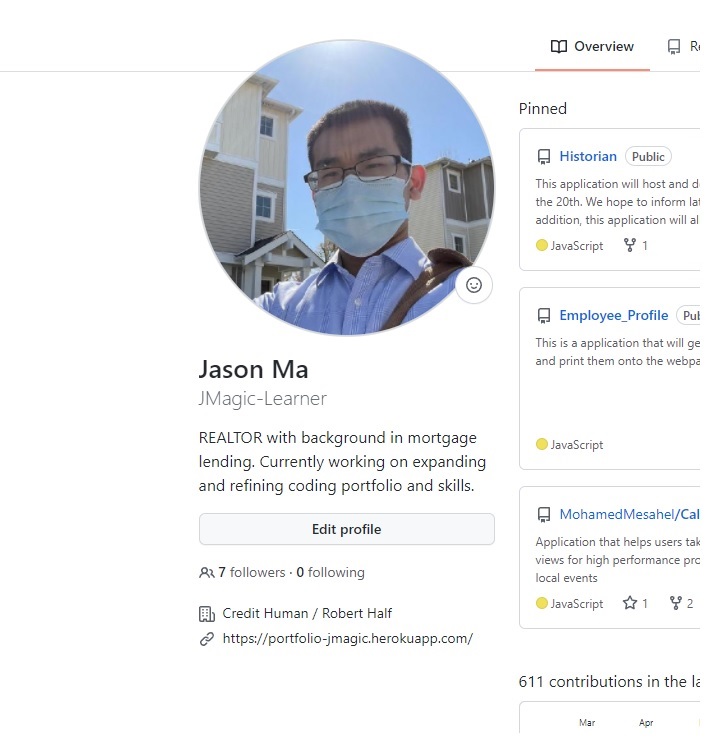 Overview
Jason Ma
JMagic-Learner
REALTOR with background in mortgage
lending. Currently working on expanding
and refining coding portfolio and skills.
Edit profile
7 followers · 0 following
Credit Human / Robert Half
https://portfolio-jmagic.herokuapp.com/
Pinned
Historian Public
This application will host and d
the 20th. We hope to inform lat
addition, this application will al
JavaScript 1
Employee_Profile Pub
This is a application that will ge
and print them onto the webpa
JavaScript
MohamedMesahel/Cal
Application that helps users tak
views for high performance pro
local events
JavaScript 1 2
611 contributions in the la
Mar Apr